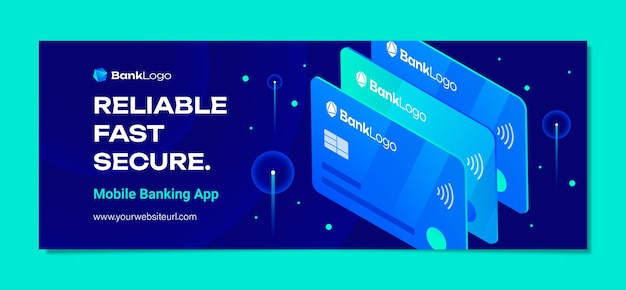 BankLogo
RELIABLE
FAST
SECURE.
Mobile Banking App
www.yourwebsiteurl.com
BankLogo
BankLogo
BankLogo